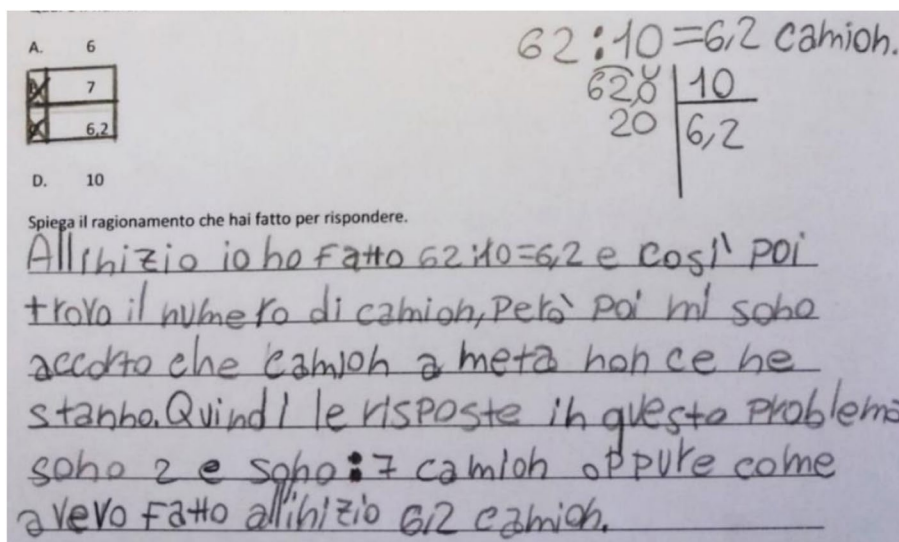 A. 6
B. 7
C. 6,2
D. 10
62:10=6,2 camion.
62,0 10
20 6,2
Spiega il ragionamento che hai fatto per rispondere.
All'inizio io ho fatto 62:10=6,2 e così poi
trovo il numero di camion, però poi mi sono
accorto che camion a metà non ce ne
stanno. Quindi le risposte in questo problema
sono 2 e sono: 7 camion oppure come
avevo fatto all'inizio 6,2 camion.